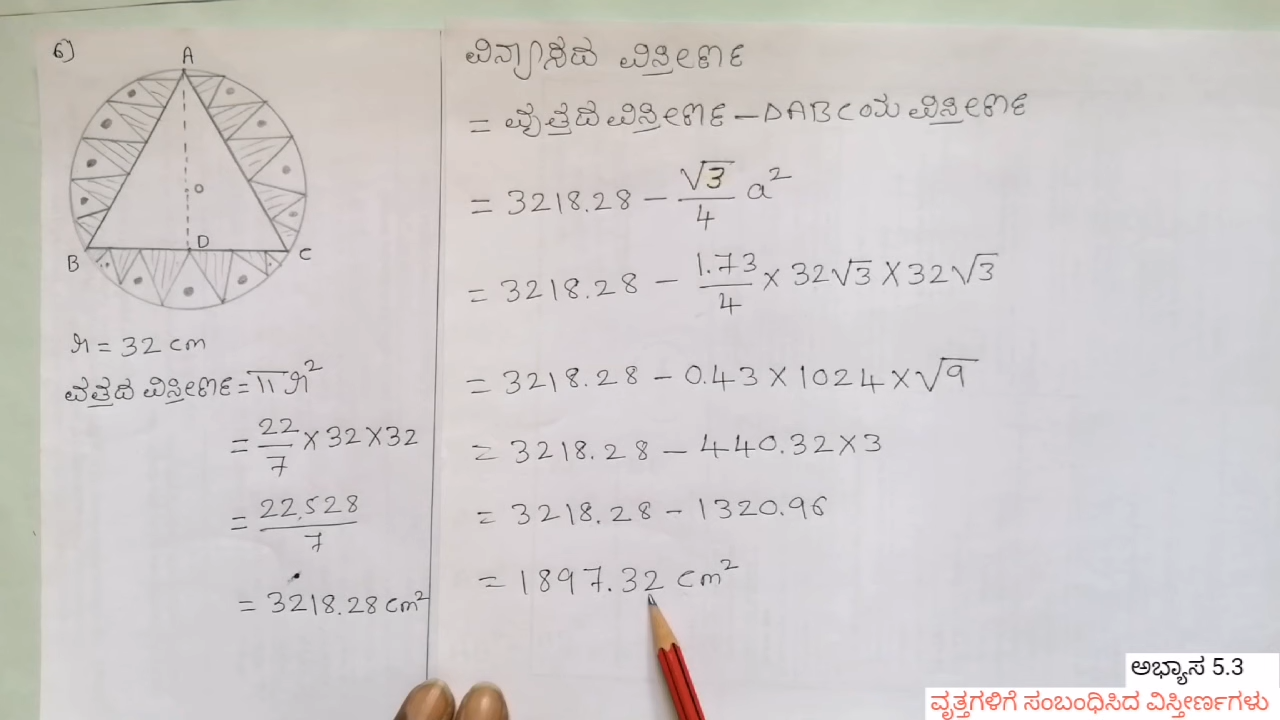 6)
A
O
B
D
C
r = 32 cm
ವೃತ್ತದ ವಿಸ್ತೀರ್ಣ = πr²
= 22/7 × 32 × 32
= 22,528/7
= 3218.28 cm²
ವಿನ್ಯಾಸದ ವಿಸ್ತೀರ್ಣ
= ವೃತ್ತದ ವಿಸ್ತೀರ್ಣ – ∆ABC ಯ ವಿಸ್ತೀರ್ಣ
= 3218.28 – √3/4 a²
= 3218.28 – 1.73/4 × 32√3 × 32√3
= 3218.28 – 0.43 × 1024 × √9
= 3218.28 – 440.32 × 3
= 3218.28 – 1320.96
= 1897.32 cm²
ಅಭ್ಯಾಸ 5.3
ವೃತ್ತಗಳಿಗೆ ಸಂಬಂಧಿಸಿದ ವಿಸ್ತೀರ್ಣಗಳು